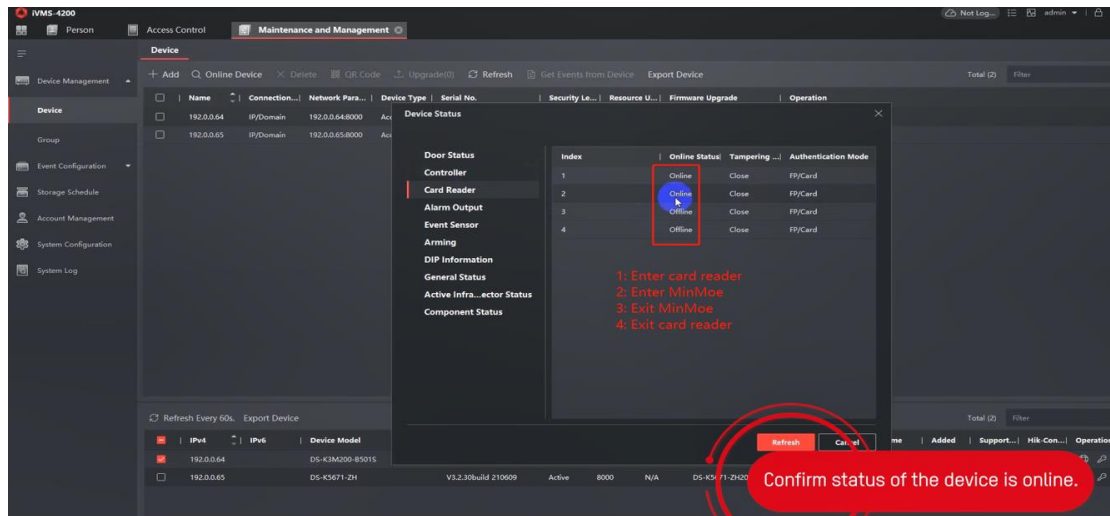 iVMS-4200 Not Log... admin
Person Access Control Maintenance and Management
Device
Add Online Device Delete QR Code Upgrade(0) Refresh Get Events from Device Export Device Total (2) Filter
Name Connection... Network Para... Device Type Serial No. Security Le... Resource U... Firmware Upgrade Operation
192.0.0.64 IP/Domain 192.0.0.64:8000
192.0.0.65 IP/Domain 192.0.0.65:8000
Device Management
Device
Group
Event Configuration
Storage Schedule
Account Management
System Configuration
System Log
Device Status
Door Status
Controller
Card Reader
Alarm Output
Event Sensor
Arming
DIP Information
General Status
Active Infra...ector Status
Component Status
Index Online Status Tampering ... Authentication Mode
1 Online Close FP/Card
2 Online Close FP/Card
3 Offline Close FP/Card
4 Offline Close FP/Card
1: Enter card reader
2: Enter MinMoe
3: Exit MinMoe
4: Exit card reader
Refresh Cancel
Refresh Every 60s. Export Device Total (2) Filter
IPv4 IPv6 Device Model Added Support... Hik-Con... Operation
192.0.0.64 DS-K3M200-B501S
192.0.0.65 DS-K5671-ZH V3.2.30build 210609 Active 8000 N/A DS-K5671-ZH20
Confirm status of the device is online.